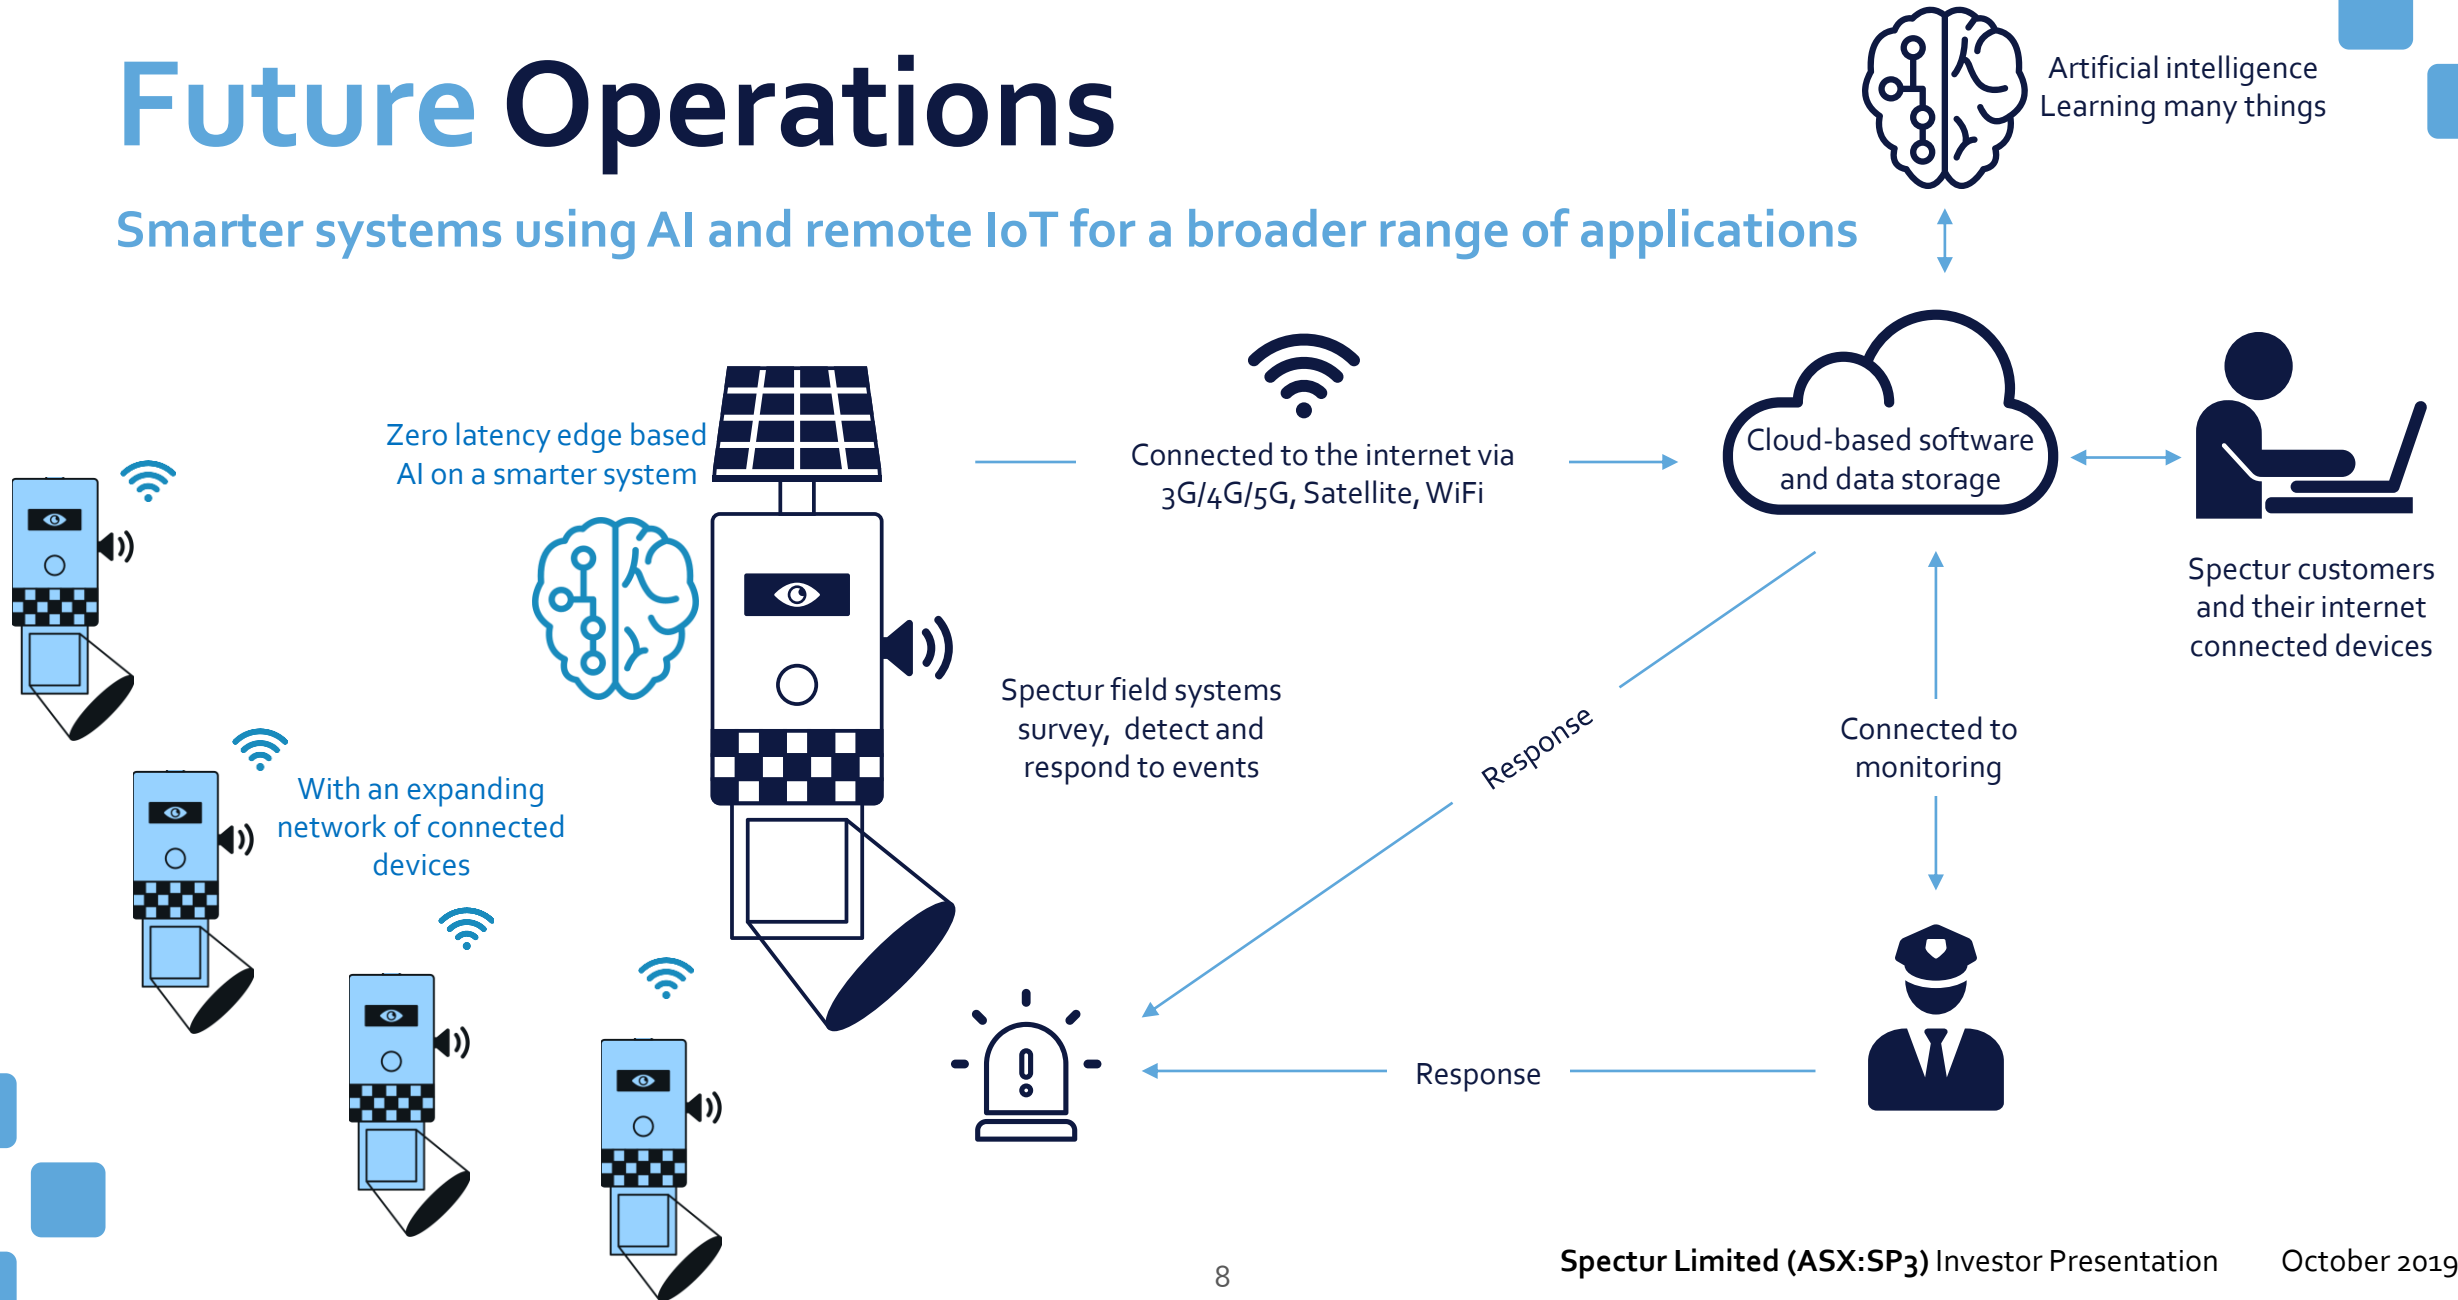 Future Operations
Smarter systems using AI and remote IoT for a broader range of applications
Artificial intelligence
Learning many things
Zero latency edge based
AI on a smarter system
Connected to the internet via
3G/4G/5G, Satellite, WiFi
Cloud-based software
and data storage
Spectur customers
and their internet
connected devices
Spectur field systems
survey, detect and
respond to events
Response
Connected to
monitoring
With an expanding
network of connected
devices
Response
8
Spectur Limited (ASX:SP3) Investor Presentation October 2019